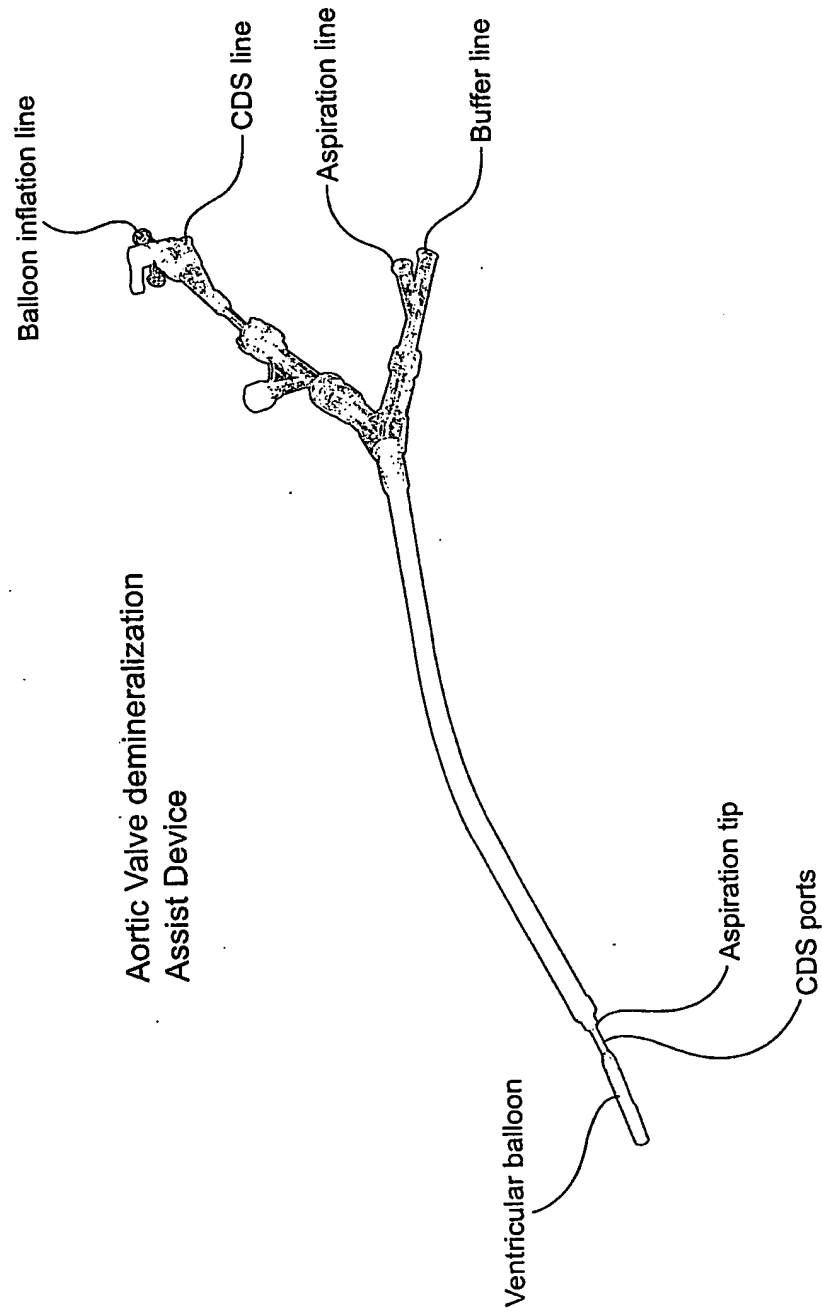 Aortic Valve demineralization
Assist Device
Balloon inflation line
CDS line
Aspiration line
Buffer line
Ventricular balloon
Aspiration tip
CDS ports